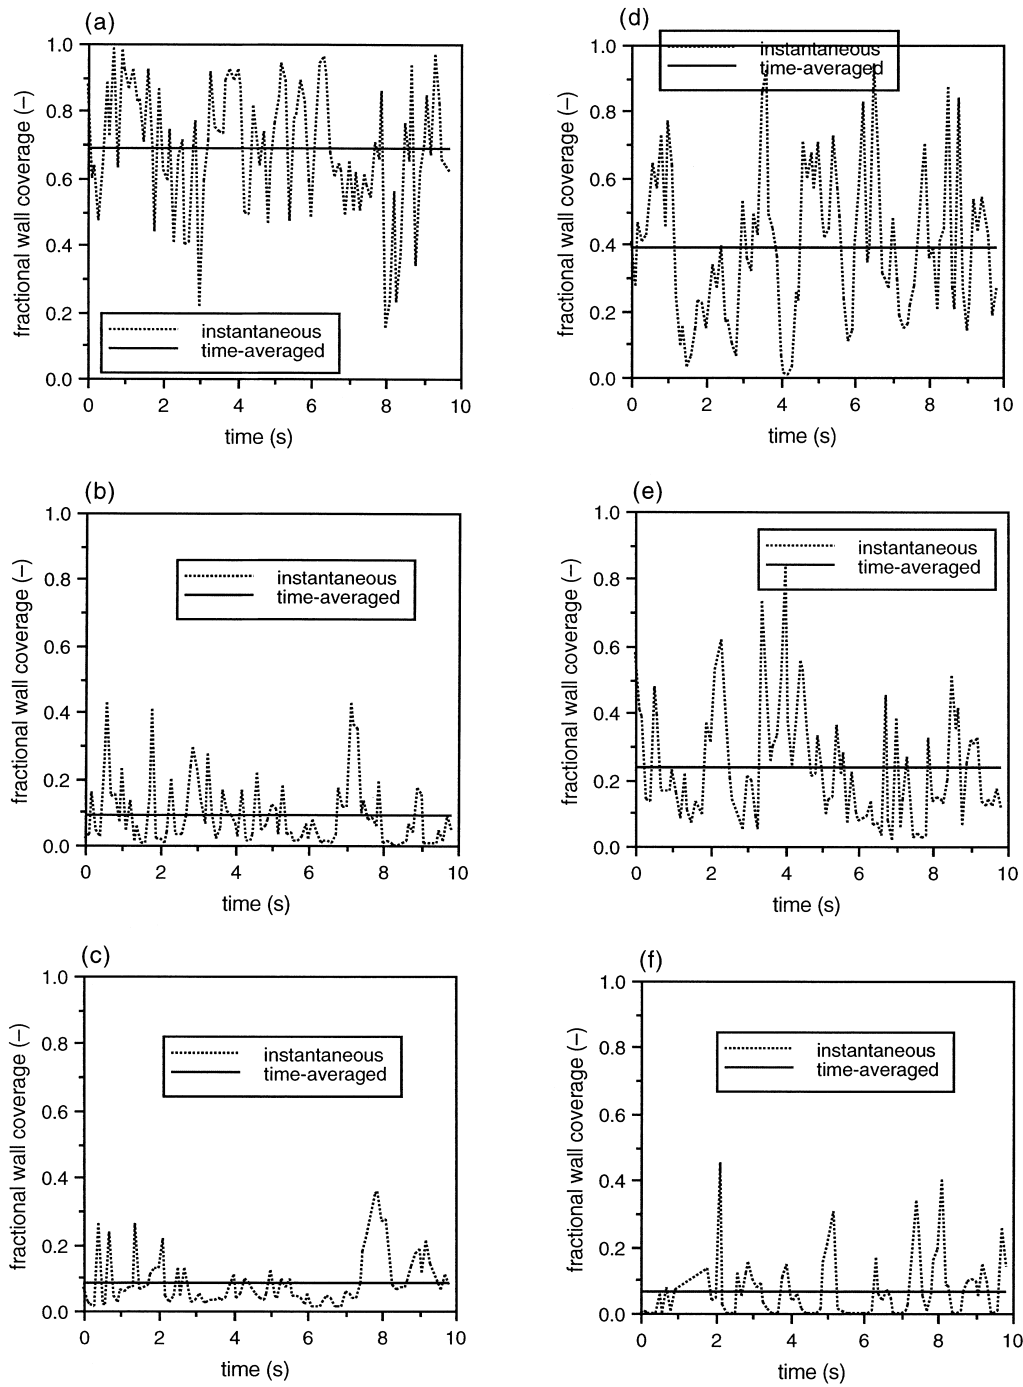 (a)
fractional wall coverage (–)
1.0
0.8
0.6
0.4
0.2
0.0
instantaneous
time-averaged
0 2 4 6 8 10
time (s)
(d)
fractional wall coverage (–)
1.0
0.8
0.6
0.4
0.2
0.0
instantaneous
time-averaged
0 2 4 6 8 10
time (s)
(b)
fractional wall coverage (–)
1.0
0.8
0.6
0.4
0.2
0.0
instantaneous
time-averaged
0 2 4 6 8 10
time (s)
(e)
fractional wall coverage (–)
1.0
0.8
0.6
0.4
0.2
0.0
instantaneous
time-averaged
0 2 4 6 8 10
time (s)
(c)
fractional wall coverage (–)
1.0
0.8
0.6
0.4
0.2
0.0
instantaneous
time-averaged
0 2 4 6 8 10
time (s)
(f)
fractional wall coverage (–)
1.0
0.8
0.6
0.4
0.2
0.0
instantaneous
time-averaged
0 2 4 6 8 10
time (s)